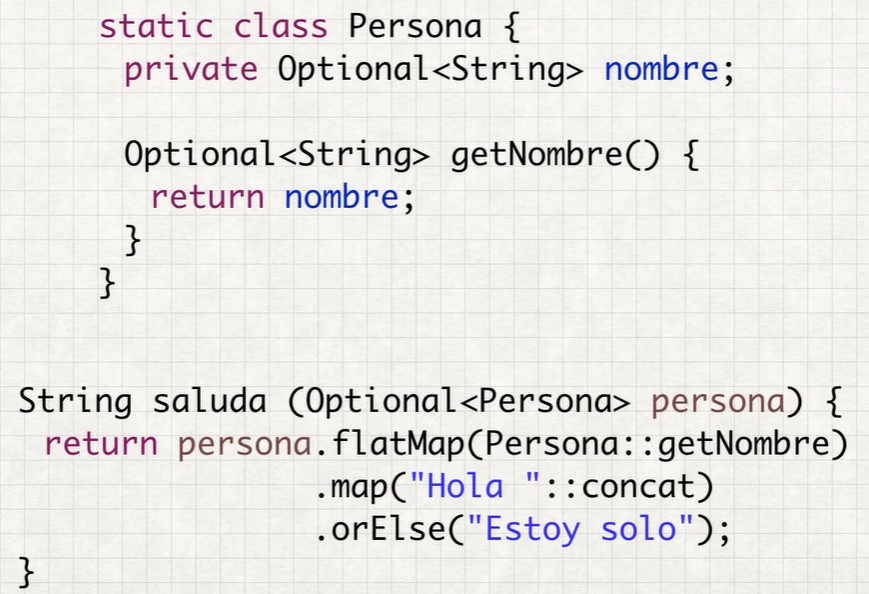 static class Persona {
private Optional<String> nombre;
Optional<String> getNombre() {
return nombre;
}
}
String saluda (Optional<Persona> persona) {
return persona.flatMap(Persona::getNombre)
.map("Hola "::concat)
.orElse("Estoy solo");
}